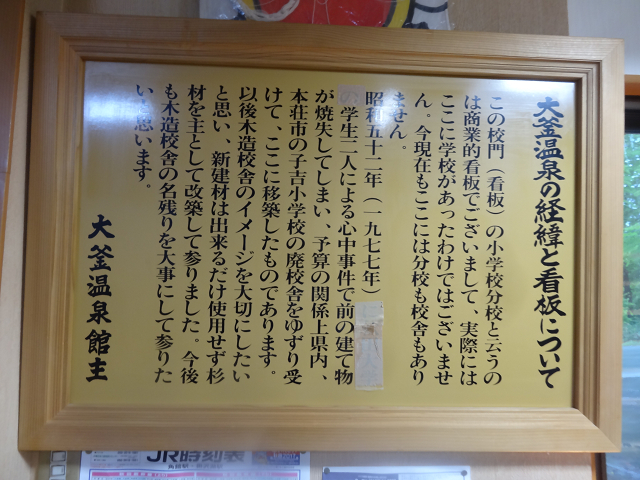 大釜温泉の経緯と看板について
この校門（看板）の小学校分校と云うの
は商業的看板でございまして、実際には
ここに学校があったわけではございませ
ん。今現在もここには分校も校舎もあり
ません。
昭和五十二年（一九七七年）
の学生二人による心中事件で前の建て物
が焼失してしまい、予算の関係上県内、
本荘市の子吉小学校の廃校舎をゆずり受
けて、ここに移築したものであります。
以後木造校舎のイメージを大切にしたい
と思い、新建材は出来るだけ使用せず杉
材を主として改築して参りました。今後
も木造校舎の名残りを大事にして参りた
い 思います。
大釜温泉館主
JR時刻表